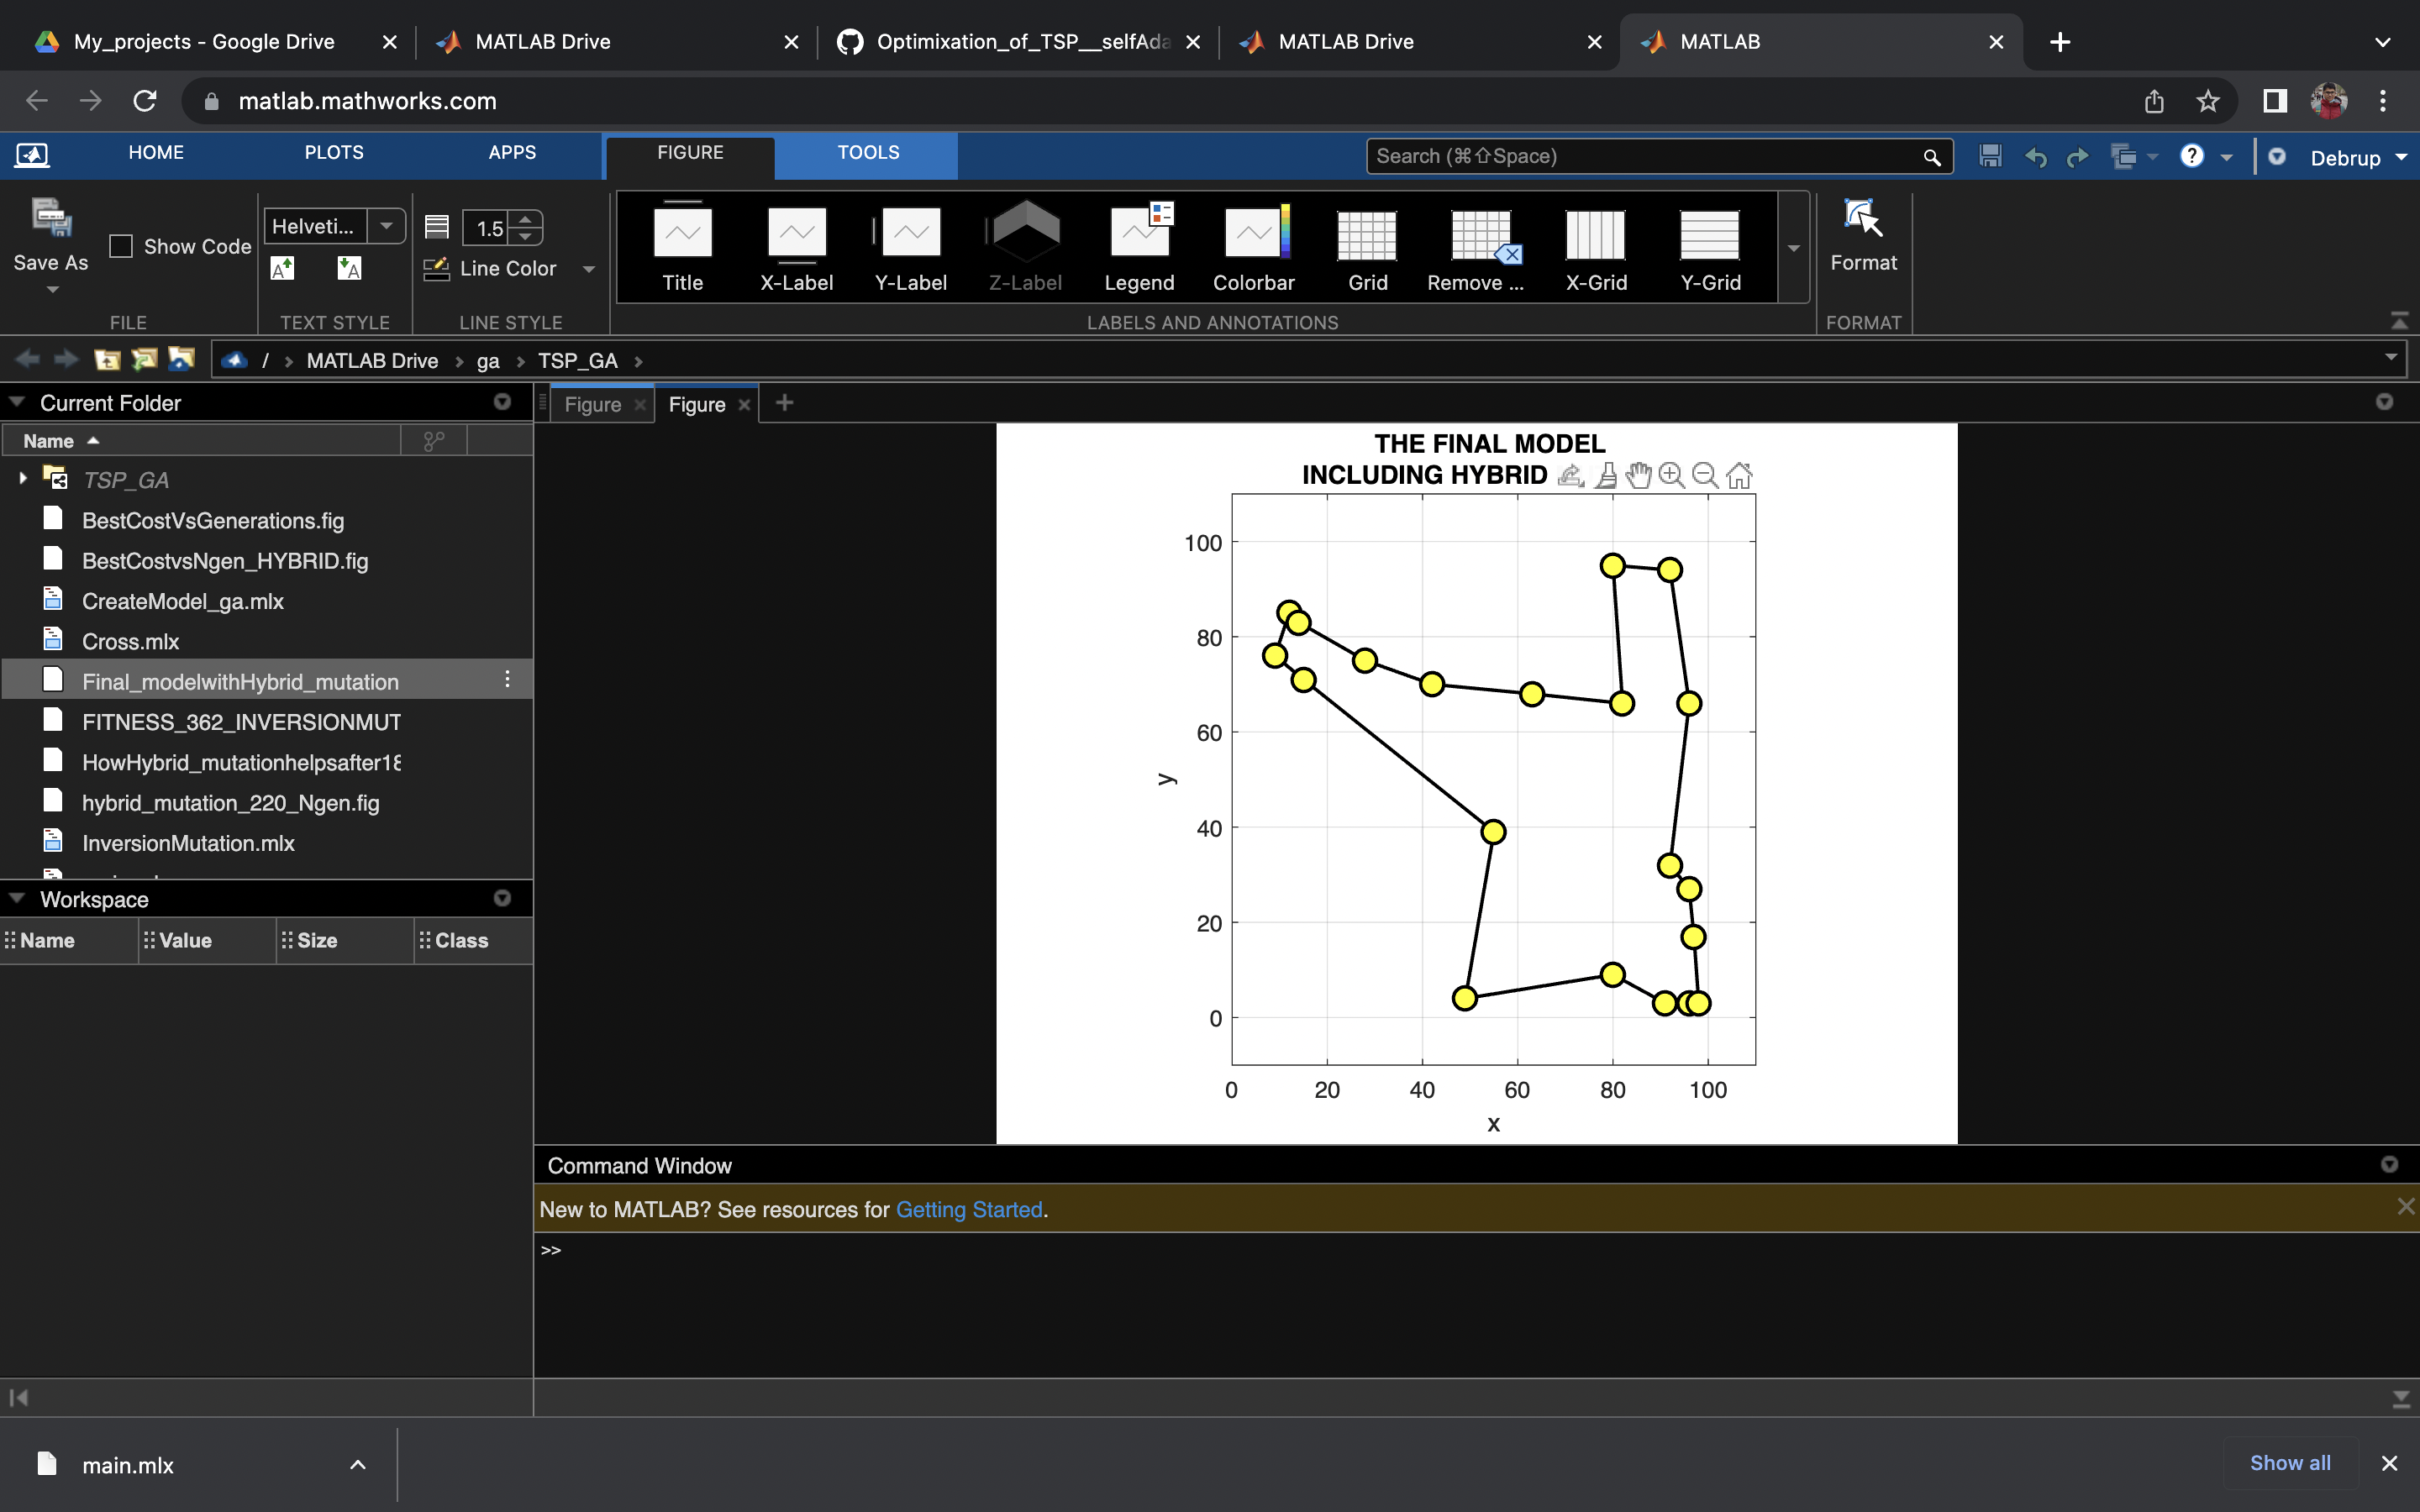 My_projects - Google Drive
MATLAB Drive
Optimixation_of_TSP__selfAda
MATLAB Drive
MATLAB
matlab.mathworks.com
HOME PLOTS APPS FIGURE TOOLS
Search (⌘⇧Space)
Debrup
Save As
Show Code
Helveti...
1.5
Line Color
Title X-Label Y-Label Z-Label Legend Colorbar Grid Remove ... X-Grid Y-Grid
Format
FILE TEXT STYLE LINE STYLE LABELS AND ANNOTATIONS FORMAT
/ > MATLAB Drive > ga > TSP_GA >
Current Folder
Name
TSP_GA
BestCostVsGenerations.fig
BestCostvsNgen_HYBRID.fig
CreateModel_ga.mlx
Cross.mlx
Final_modelwithHybrid_mutation
FITNESS_362_INVERSIONMUT
HowHybrid_mutationhelpsafter18
hybrid_mutation_220_Ngen.fig
InversionMutation.mlx
Workspace
Name Value Size Class
Figure Figure
THE FINAL MODEL
INCLUDING HYBRID
100
80
60
40
20
0
y
0 20 40 60 80 100
x
Command Window
New to MATLAB? See resources for Getting Started.
>>
main.mlx
Show all